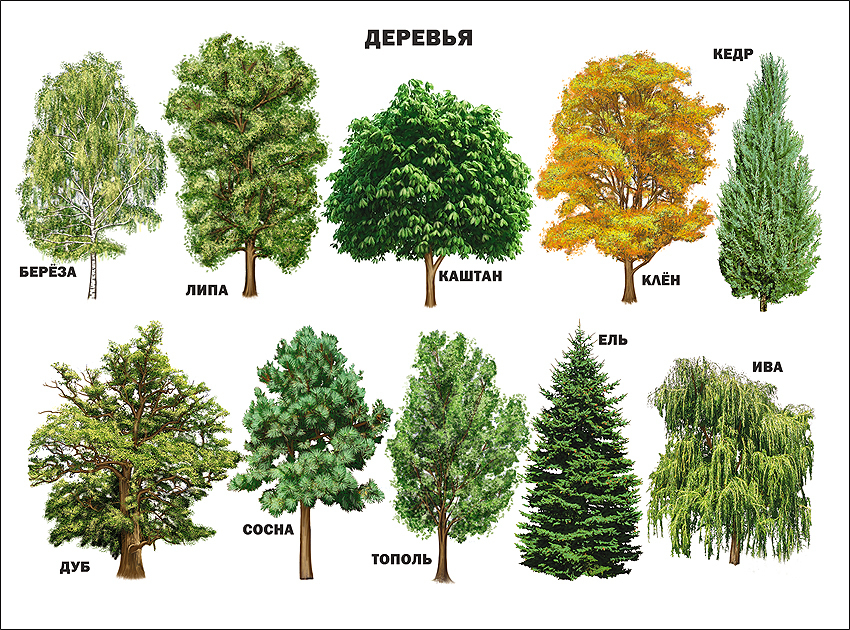 ДЕРЕВЬЯ
КЕДР
БЕРЁЗА
ЛИПА
КАШТАН
КЛЁН
ЕЛЬ
ИВА
СОСНА
ТОПОЛЬ
ДУБ